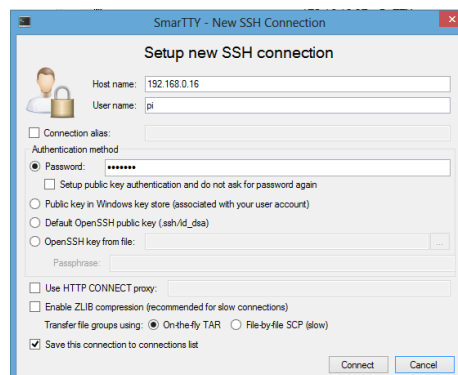 SmarTTY - New SSH Connection
Setup new SSH connection
Host name: 192.168.0.16
User name: pi
Connection alias:
Authentication method
Password: •••••••
Setup public key authentication and do not ask for password again
Public key in Windows key store (associated with your user account)
Default OpenSSH public key (.ssh/id_dsa)
OpenSSH key from file: ...
Passphrase:
Use HTTP CONNECT proxy:
Enable ZLIB compression (recommended for slow connections)
Transfer file groups using: On-the-fly TAR File-by-file SCP (slow)
Save this connection to connections list
Connect Cancel